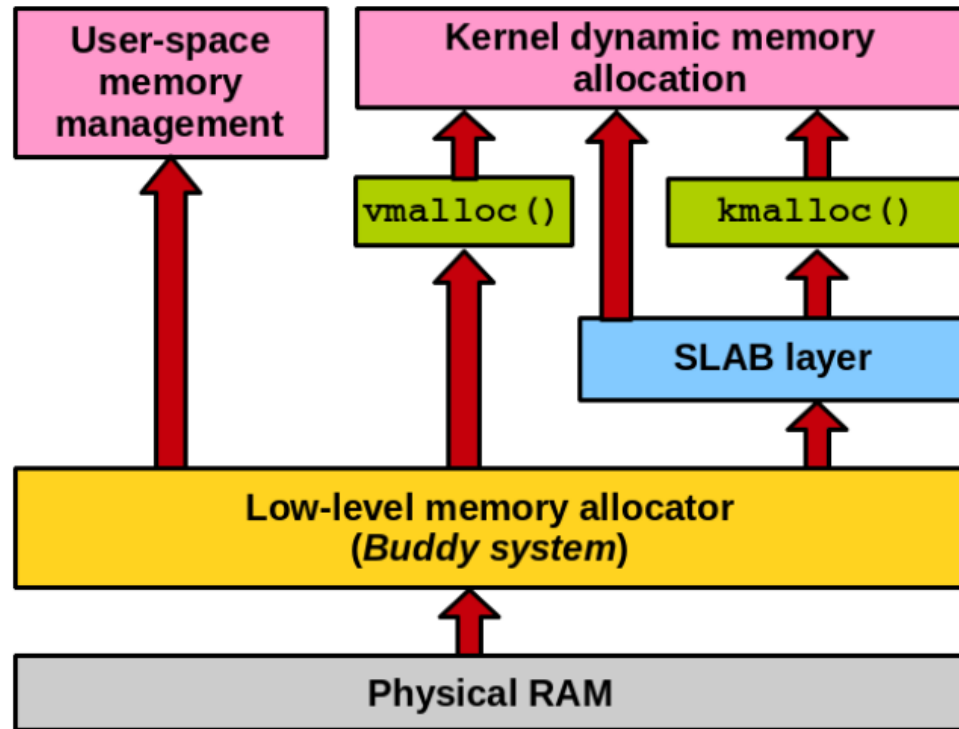 User-space
memory
management
Kernel dynamic memory
allocation
vmalloc()
kmalloc()
SLAB layer
Low-level memory allocator
(Buddy system)
Physical RAM